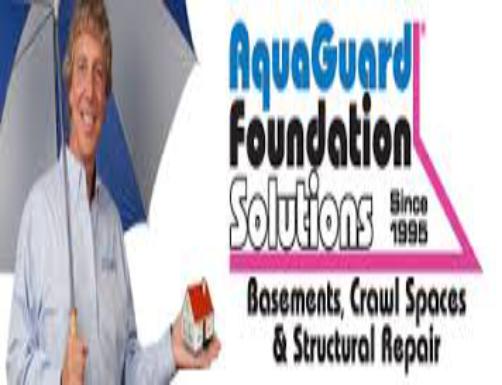 AquaGuard
Foundation
Solutions Since
1995
Basements, Crawl Spaces
& Structural Repair